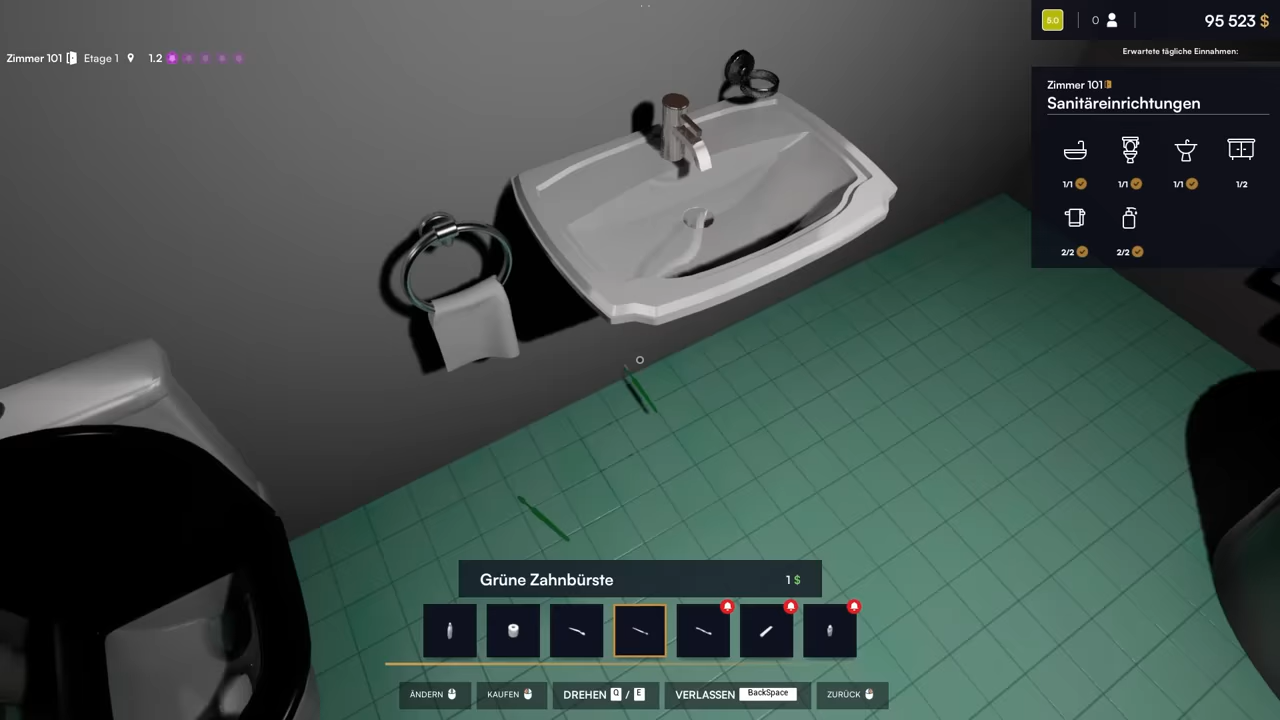 Zimmer 101 Etage 1 1.2
5.0 0 95 523 $
Erwartete tägliche Einnahmen:
Zimmer 101
Sanitäreinrichtungen
1/1 1/1 1/1 1/2
2/2 2/2
Grüne Zahnbürste 1 $
ÄNDERN KAUFEN DREHEN Q / E VERLASSEN BackSpace ZURÜCK